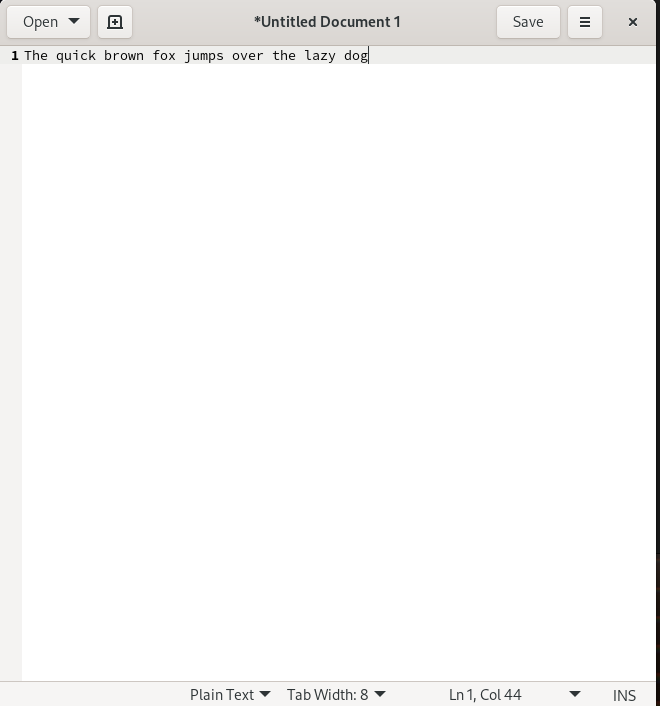 Open
*Untitled Document 1
Save
1 The quick brown fox jumps over the lazy dog
Plain Text Tab Width: 8 Ln 1, Col 44 INS